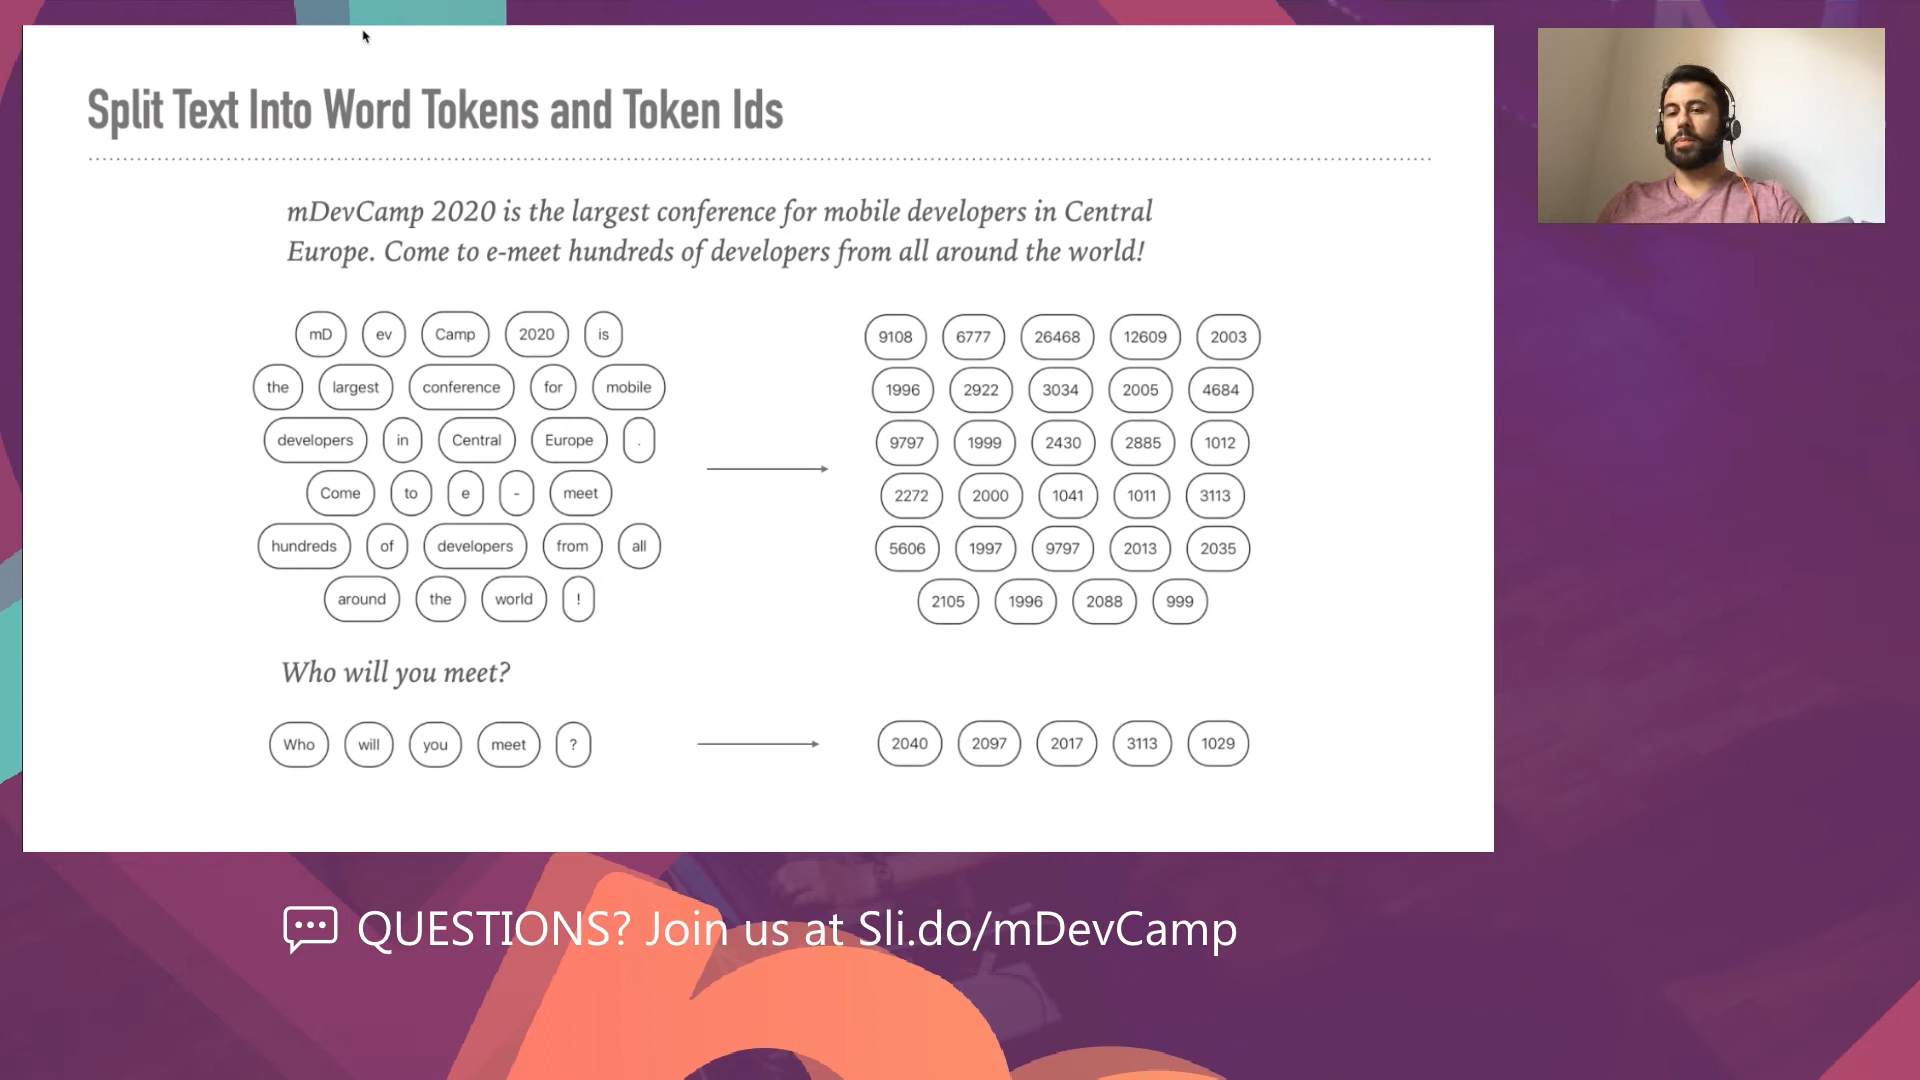 Split Text Into Word Tokens and Token Ids
mDevCamp 2020 is the largest conference for mobile developers in Central
Europe. Come to e-meet hundreds of developers from all around the world!
mD ev Camp 2020 is
the largest conference for mobile
developers in Central Europe .
Come to e - meet
hundreds of developers from all
around the world !
9108 6777 26468 12609 2003
1996 2922 3034 2005 4684
9797 1999 2430 2885 1012
2272 2000 1041 1011 3113
5606 1997 9797 2013 2035
2105 1996 2088 999
Who will you meet?
Who will you meet ?
2040 2097 2017 3113 1029
QUESTIONS? Join us at Sli.do/mDevCamp